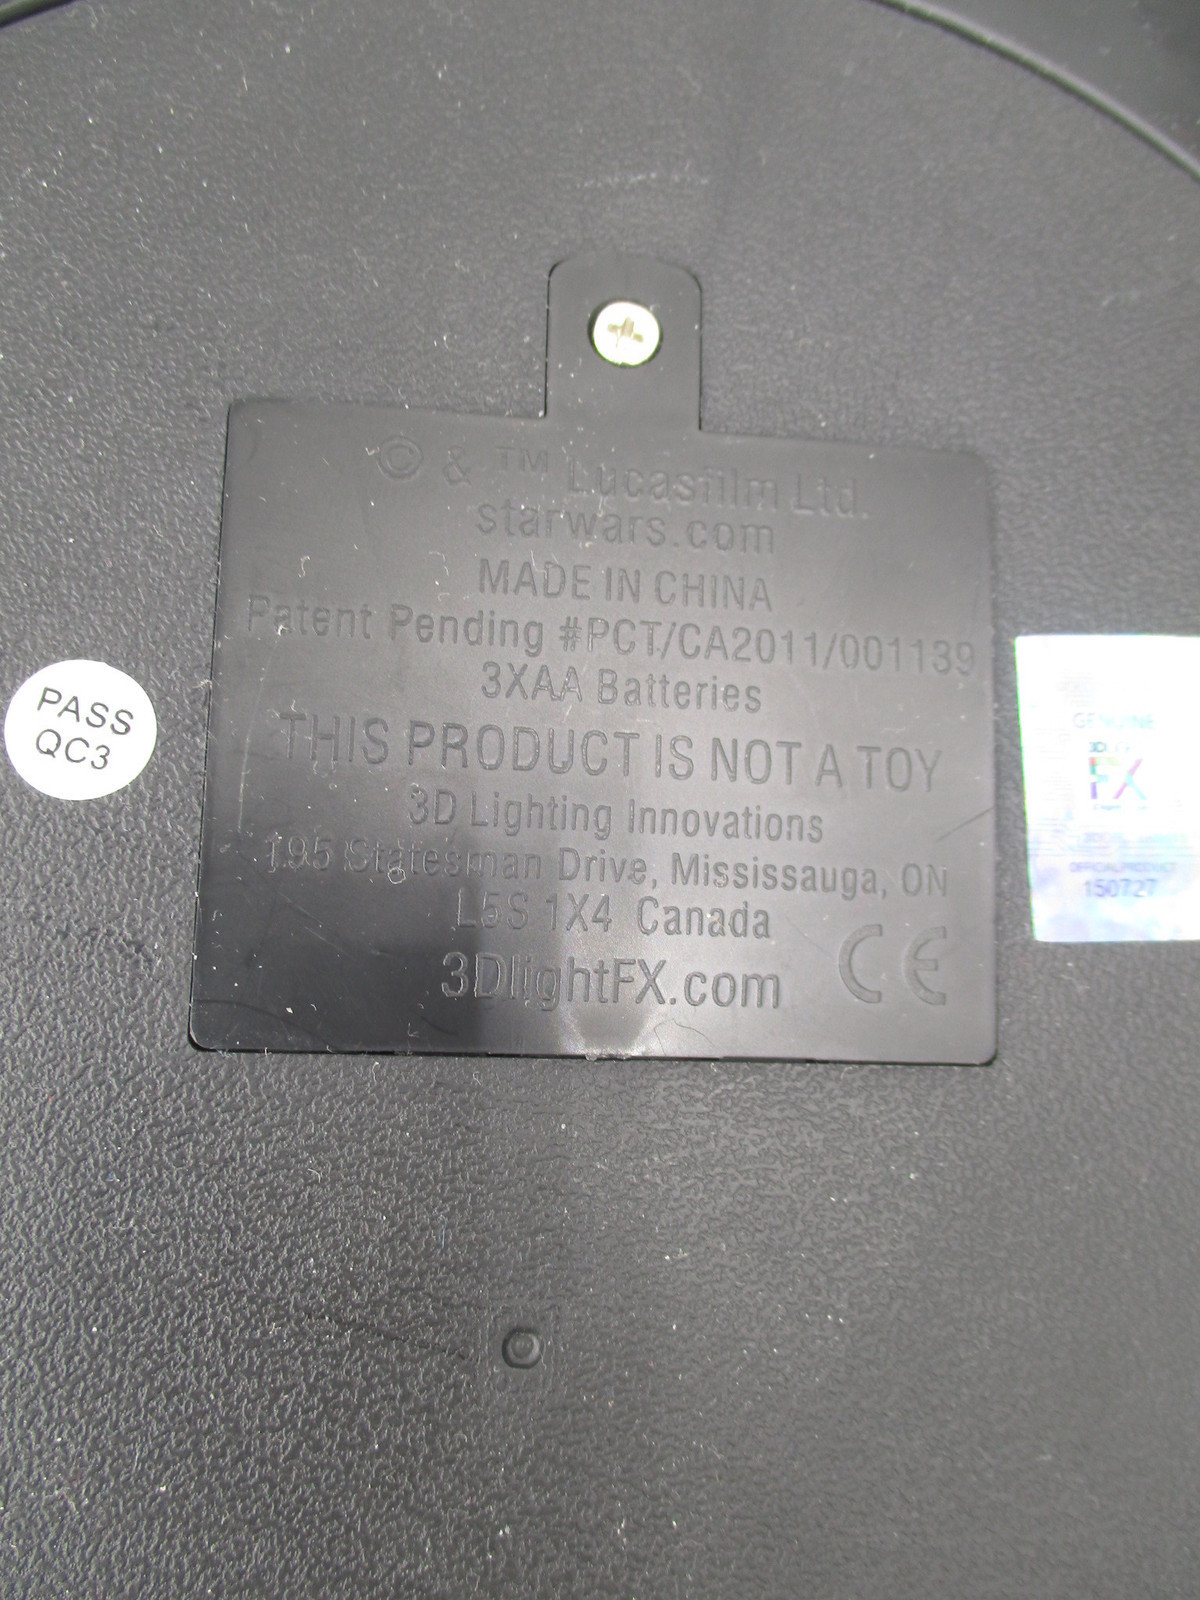 © & ™ Lucasfilm Ltd.
starwars.com
MADE IN CHINA
Patent Pending #PCT/CA2011/001139
3XAA Batteries
THIS PRODUCT IS NOT A TOY
3D Lighting Innovations
195 Statesman Drive, Mississauga, ON
L5S 1X4 Canada
3DlightFX.com
CE
PASS
QC3
GENUINE
FX
OFFICIAL PRODUCT
150727